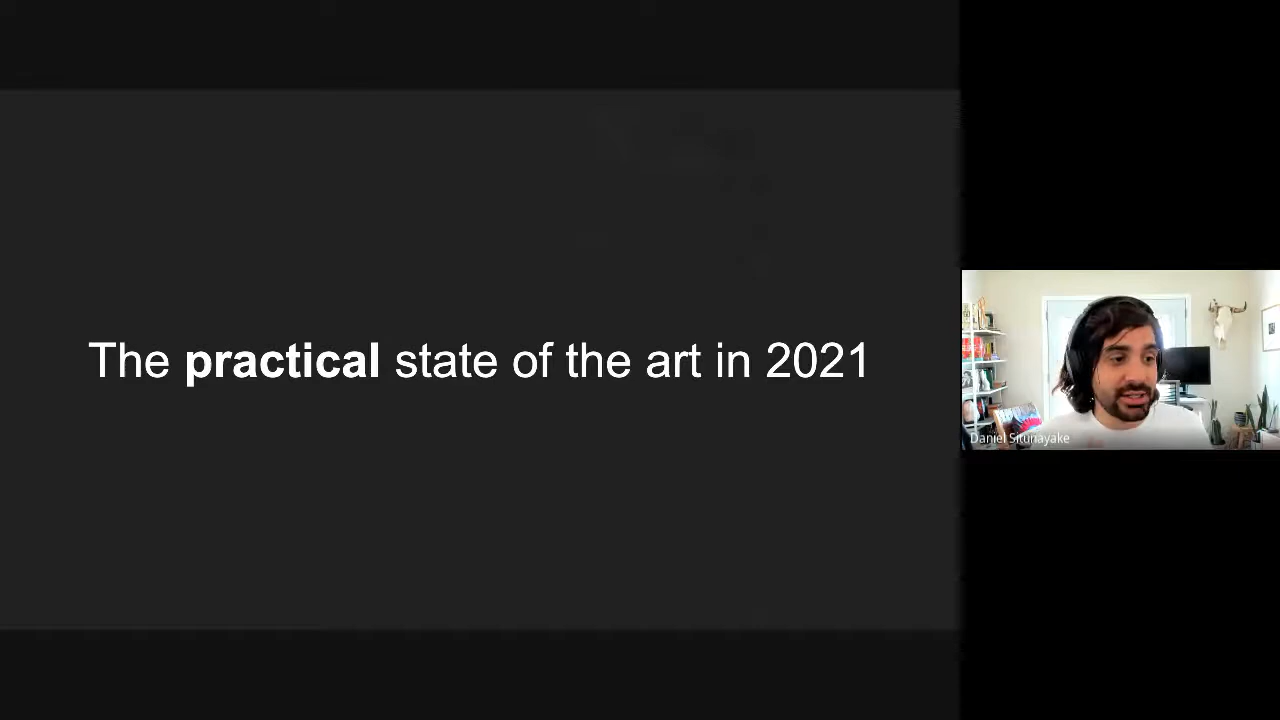 The practical state of the art in 2021
Daniel Situnayake